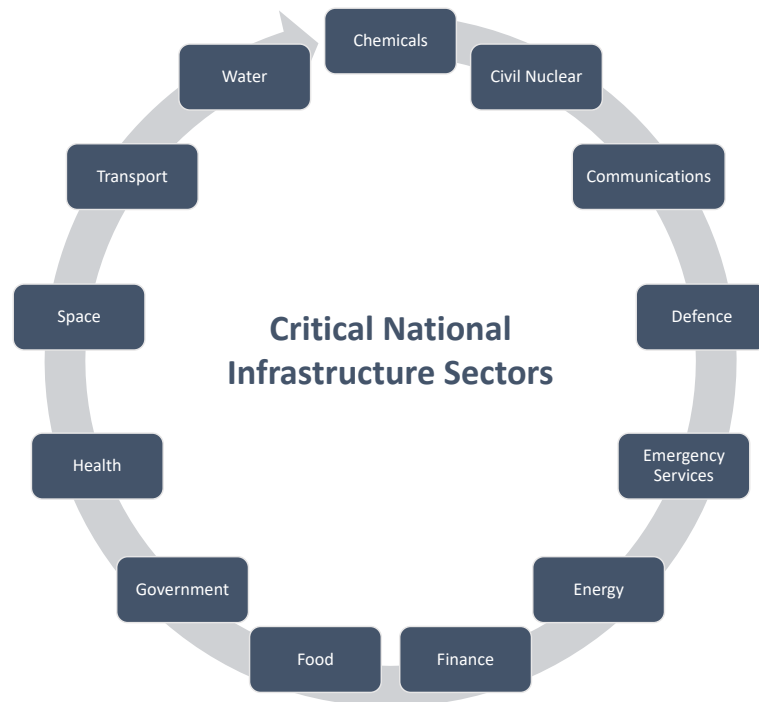 Chemicals
Civil Nuclear
Communications
Defence
Emergency
Services
Energy
Finance
Food
Government
Health
Space
Transport
Water
Critical National
Infrastructure Sectors